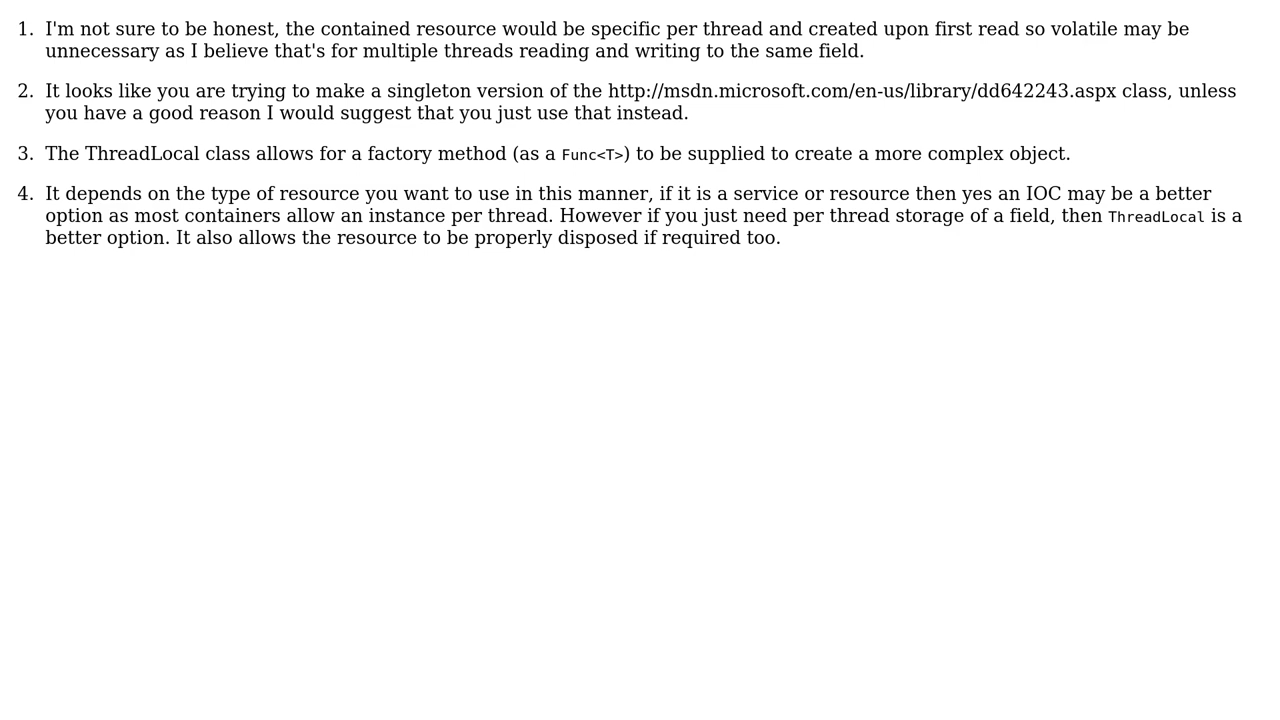 1. I'm not sure to be honest, the contained resource would be specific per thread and created upon first read so volatile may be
unnecessary as I believe that's for multiple threads reading and writing to the same field.
2. It looks like you are trying to make a singleton version of the http://msdn.microsoft.com/en-us/library/dd642243.aspx class, unless
you have a good reason I would suggest that you just use that instead.
3. The ThreadLocal class allows for a factory method (as a Func<T>) to be supplied to create a more complex object.
4. It depends on the type of resource you want to use in this manner, if it is a service or resource then yes an IOC may be a better
option as most containers allow an instance per thread. However if you just need per thread storage of a field, then ThreadLocal is a
better option. It also allows the resource to be properly disposed if required too.